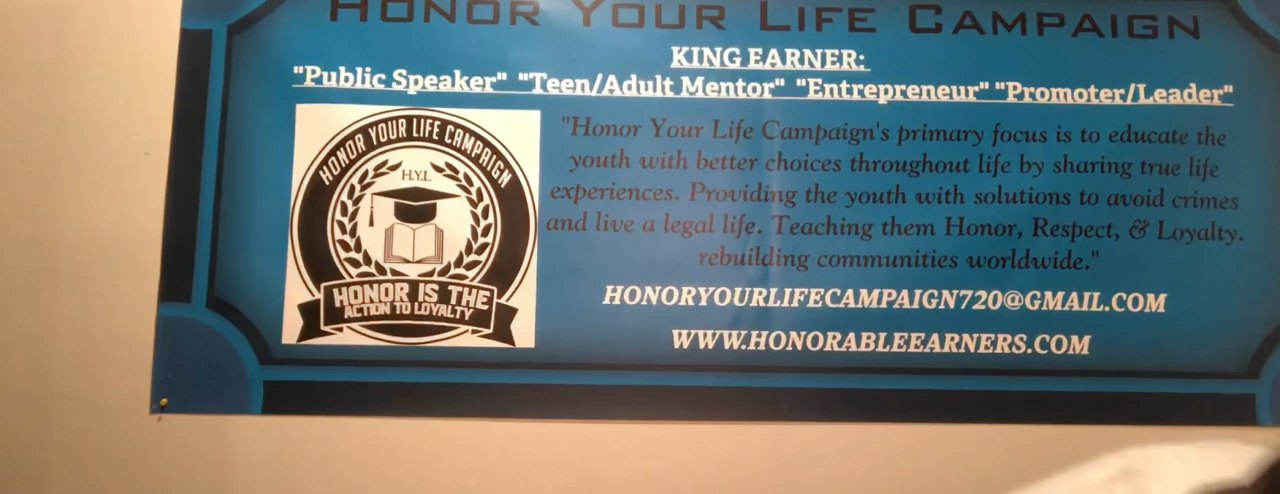 HONOR YOUR LIFE CAMPAIGN
KING EARNER:
"Public Speaker" "Teen/Adult Mentor" "Entrepreneur" "Promoter/Leader"
HONOR YOUR LIFE CAMPAIGN
H.Y.L
HONOR IS THE
ACTION TO LOYALTY
"Honor Your Life Campaign's primary focus is to educate the
youth with better choices throughout life by sharing true life
experiences. Providing the youth with solutions to avoid crimes
and live a legal life. Teaching them Honor, Respect, & Loyalty.
rebuilding communities worldwide."
HONORYOURLIFECAMPAIGN720@GMAIL.COM
WWW.HONORABLEEARNERS.COM